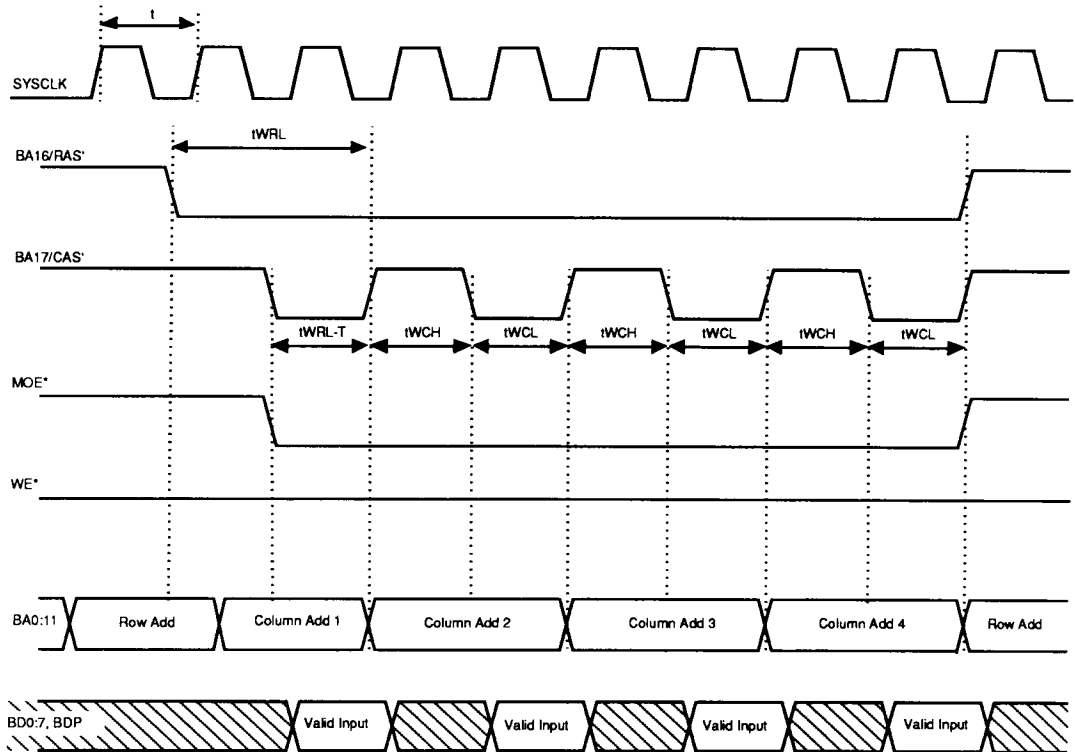 t
SYSCLK
tWRL
BA16/RAS'
BA17/CAS'
tWRL-T tWCH tWCL tWCH tWCL tWCH tWCL
MOE*
WE*
BA0:11 Row Add Column Add 1 Column Add 2 Column Add 3 Column Add 4 Row Add
BD0:7, BDP Valid Input Valid Input Valid Input Valid Input